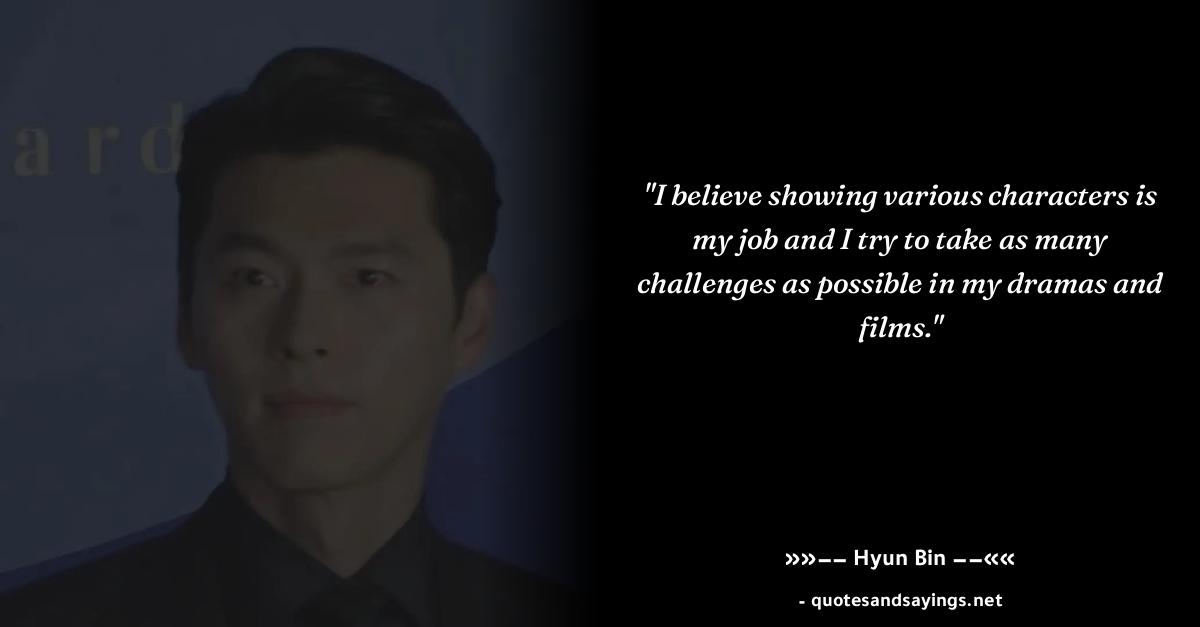 ard
"I believe showing various characters is
my job and I try to take as many
challenges as possible in my dramas and
films."
»»–– Hyun Bin ––««
- quotesandsayings.net